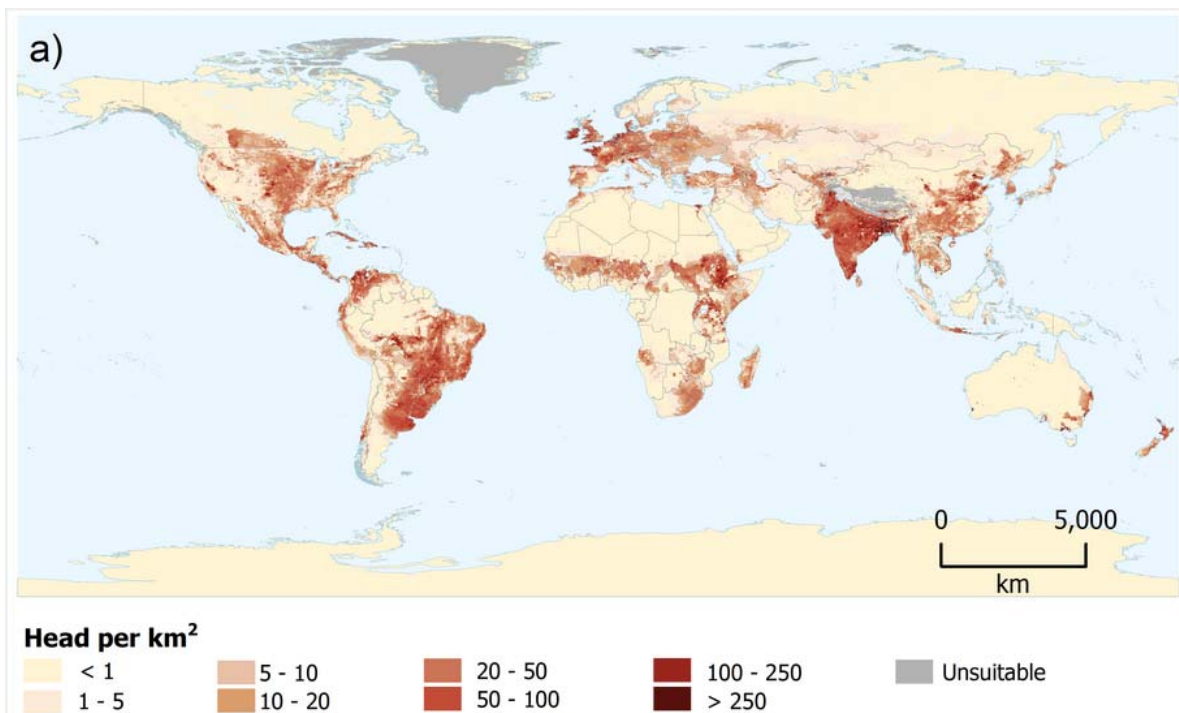 a)
0 5,000
km
Head per km²
< 1 5 - 10 20 - 50 100 - 250 Unsuitable
1 - 5 10 - 20 50 - 100 > 250